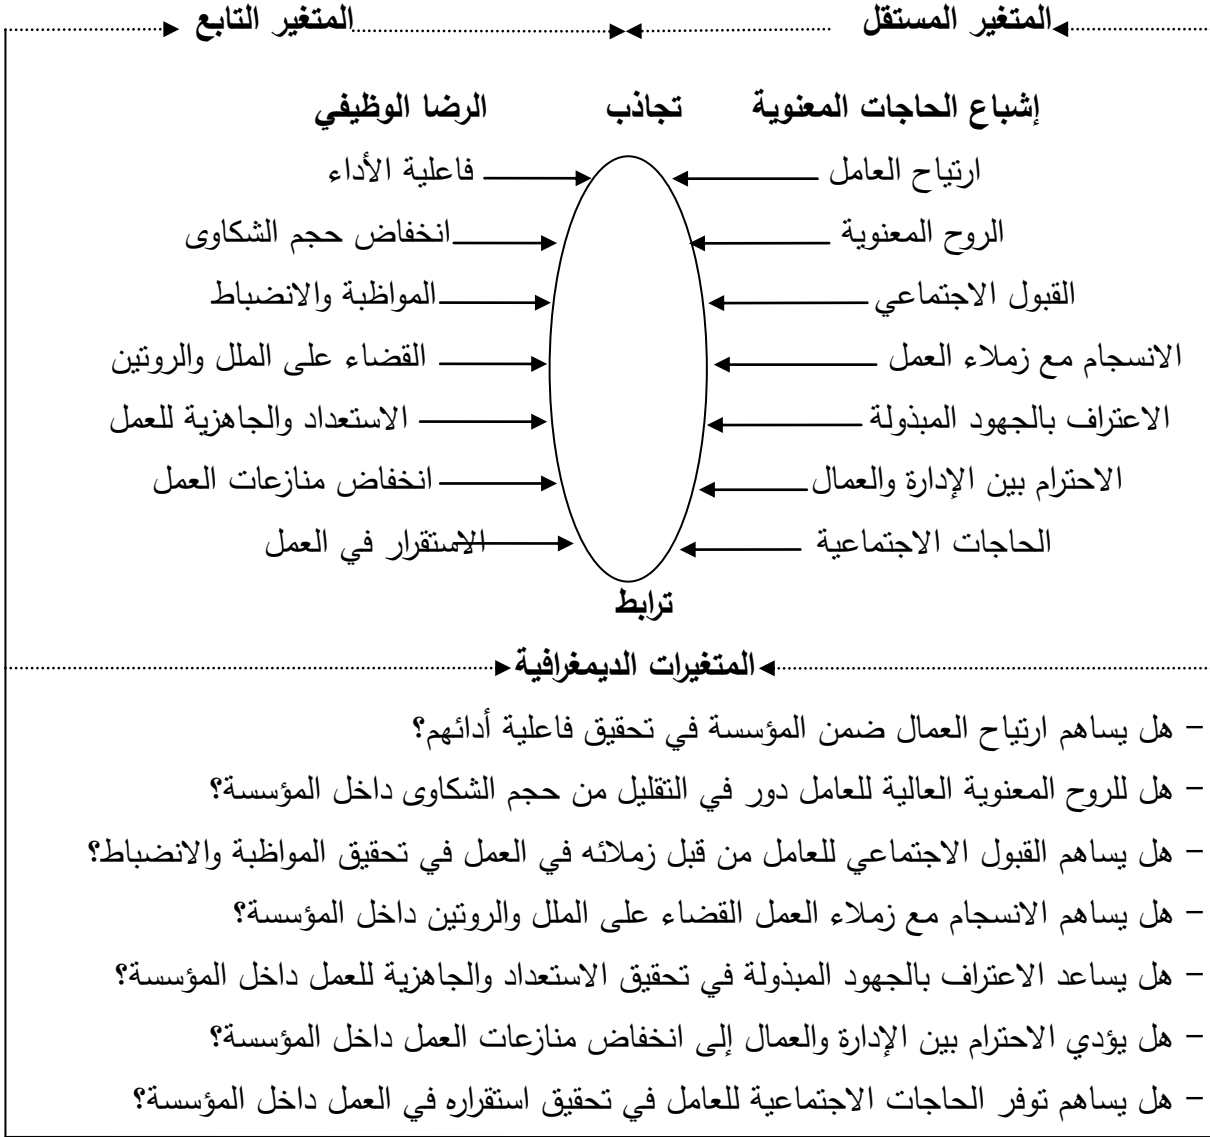 المتغير المستقل المتغير التابع
إشباع الحاجات المعنوية تجاذب الرضا الوظيفي
ارتياح العامل فاعلية الأداء
الروح المعنوية انخفاض حجم الشكاوى
القبول الاجتماعي المواظبة والانضباط
الانسجام مع زملاء العمل القضاء على الملل والروتين
الاعتراف بالجهود المبذولة الاستعداد والجاهزية للعمل
الاحترام بين الإدارة والعمال انخفاض منازعات العمل
الحاجات الاجتماعية الاستقرار في العمل
ترابط
المتغيرات الديمغرافية
- هل يساهم ارتياح العمال ضمن المؤسسة في تحقيق فاعلية أدائهم؟
- هل للروح المعنوية العالية للعامل دور في التقليل من حجم الشكاوى داخل المؤسسة؟
- هل يساهم القبول الاجتماعي للعامل من قبل زملائه في العمل في تحقيق المواظبة والانضباط؟
- هل يساهم الانسجام مع زملاء العمل القضاء على الملل والروتين داخل المؤسسة؟
- هل يساعد الاعتراف بالجهود المبذولة في تحقيق الاستعداد والجاهزية للعمل داخل المؤسسة؟
- هل يؤدي الاحترام بين الإدارة والعمال إلى انخفاض منازعات العمل داخل المؤسسة؟
- هل يساهم توفر الحاجات الاجتماعية للعامل في تحقيق استقراره في العمل داخل المؤسسة؟